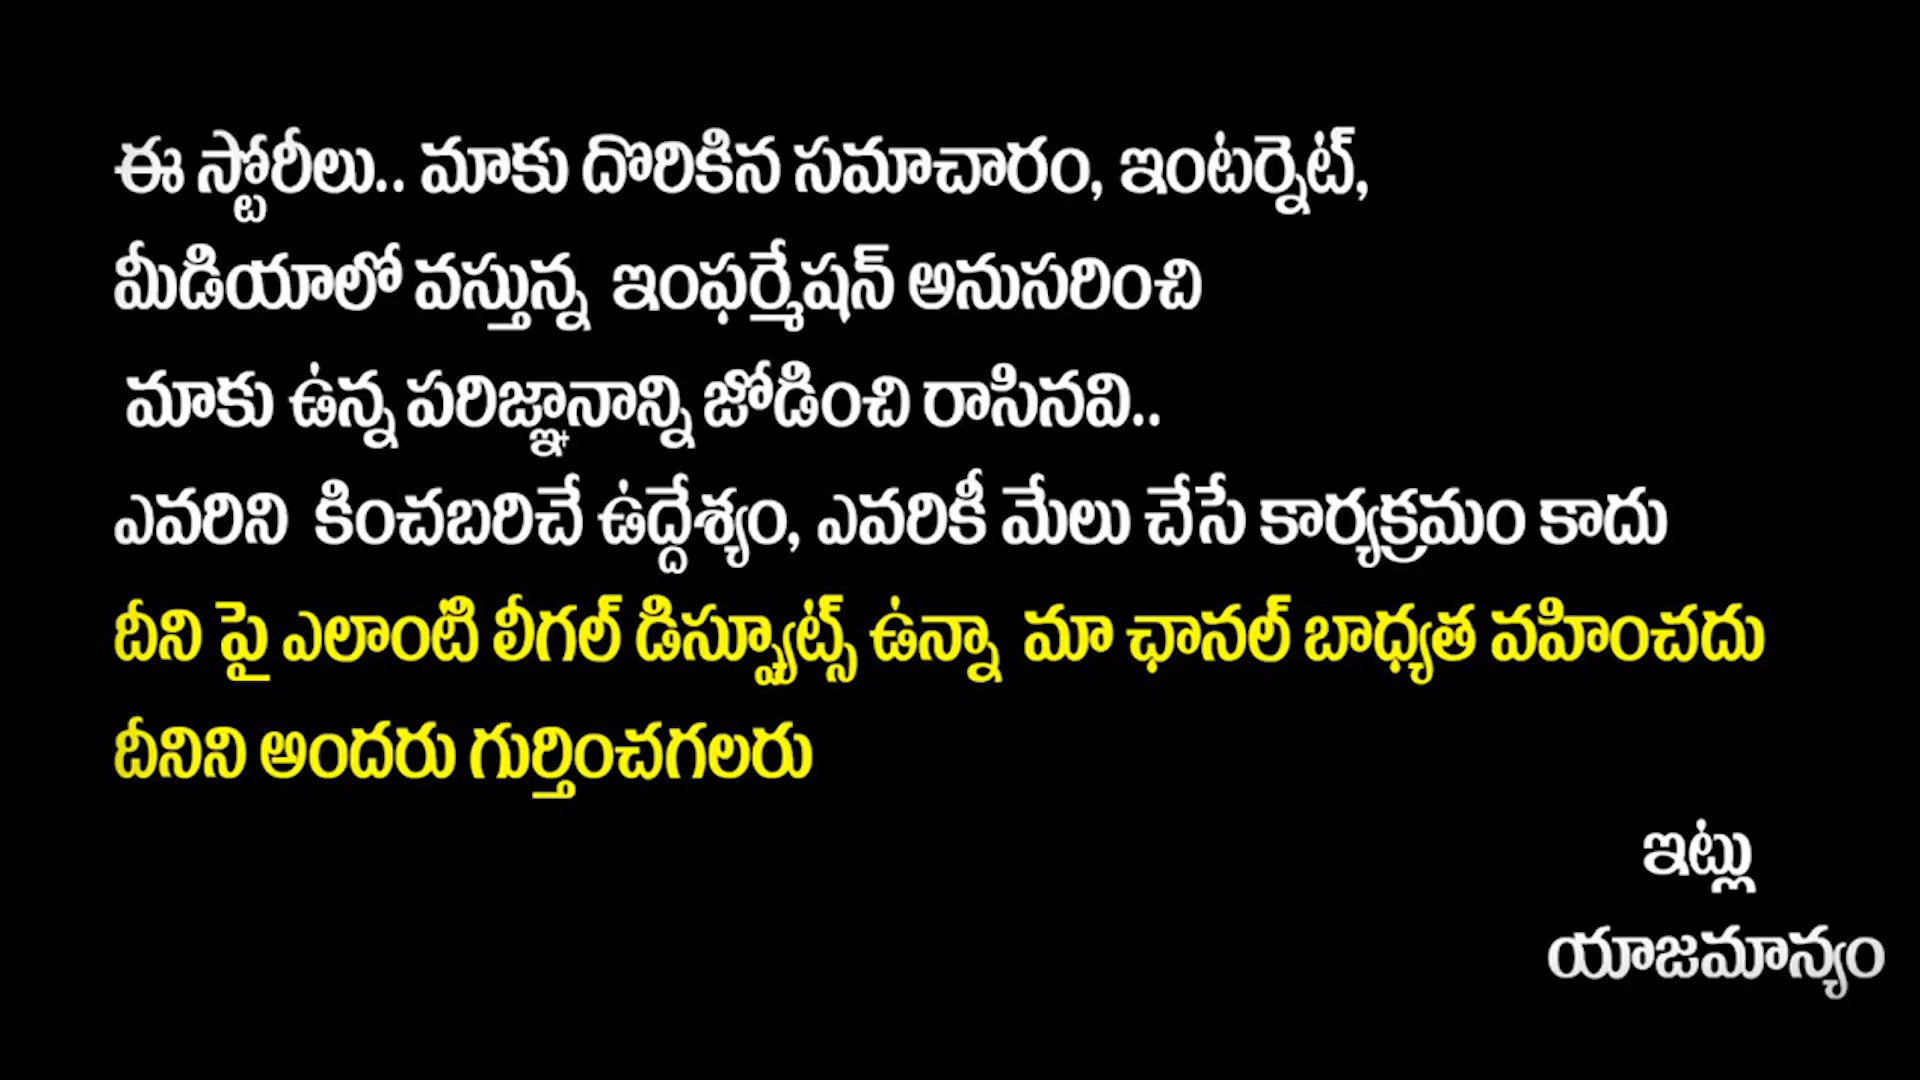 ఈ స్టోరీలు.. మాకు దొరికిన సమాచారం, ఇంటర్నెట్,
మీడియాలో వస్తున్న ఇంఫర్మేషన్ అనుసరించి
మాకు ఉన్న పరిజ్ఞానాన్ని జోడించి రాసినవి..
ఎవరిని కించబరిచే ఉద్దేశ్యం, ఎవరికీ మేలు చేసే కార్యక్రమం కాదు
దీని పై ఎలాంటి లీగల్ డిస్ప్యూట్స్ ఉన్నా మా ఛానల్ బాధ్యత వహించదు
దీనిని అందరు గుర్తించగలరు
ఇట్లు
యాజమాన్యం